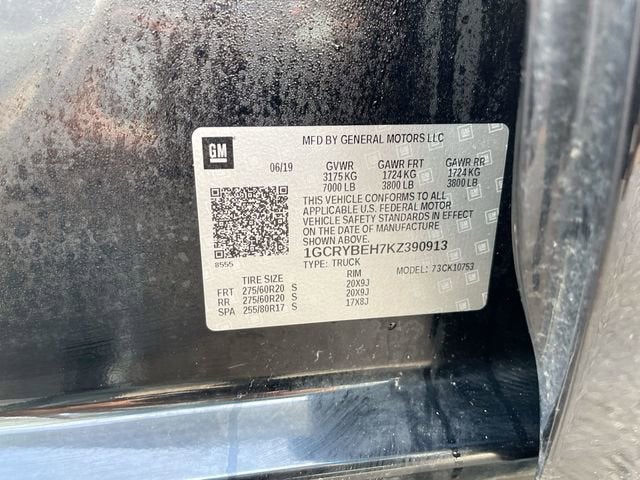 GM
MFD BY GENERAL MOTORS LLC
06/19 GVWR GAWR FRT GAWR RR
3175 KG 1724 KG 1724 KG
7000 LB 3800 LB 3800 LB
THIS VEHICLE CONFORMS TO ALL
APPLICABLE U.S. FEDERAL MOTOR
VEHICLE SAFETY STANDARDS IN EFFECT
ON THE DATE OF MANUFACTURE
SHOWN ABOVE.
1GCRYBEH7KZ390913
8555
TYPE: TRUCK MODEL: 73CK10753
TIRE SIZE RIM
FRT 275/60R20 S 20X9J
RR 275/60R20 S 20X9J
SPA 255/80R17 S 17X8J